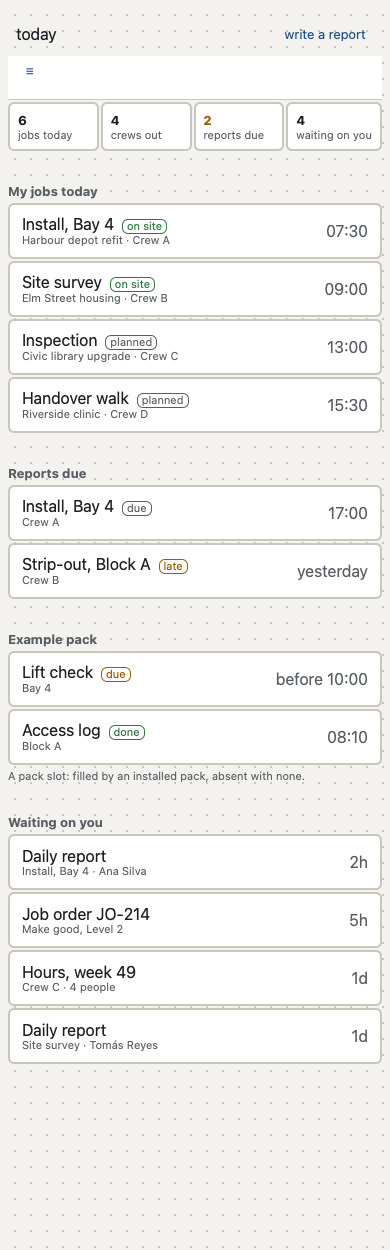 today
write a report
≡
6
jobs today
4
crews out
2
reports due
4
waiting on you
My jobs today
Install, Bay 4 on site
Harbour depot refit · Crew A
07:30
Site survey on site
Elm Street housing · Crew B
09:00
Inspection planned
Civic library upgrade · Crew C
13:00
Handover walk planned
Riverside clinic · Crew D
15:30
Reports due
Install, Bay 4 due
Crew A
17:00
Strip-out, Block A late
Crew B
yesterday
Example pack
Lift check due
Bay 4
before 10:00
Access log done
Block A
08:10
A pack slot: filled by an installed pack, absent with none.
Waiting on you
Daily report
Install, Bay 4 · Ana Silva
2h
Job order JO-214
Make good, Level 2
5h
Hours, week 49
Crew C · 4 people
1d
Daily report
Site survey · Tomás Reyes
1d